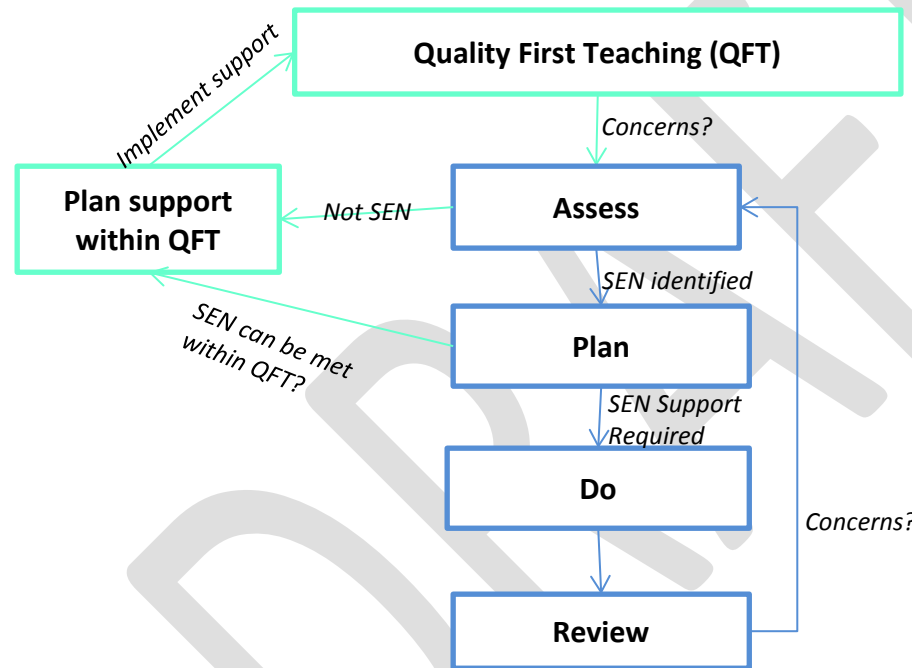 Implement support
Quality First Teaching (QFT)
Concerns?
Plan support
within QFT
Not SEN
Assess
SEN identified
SEN can be met
within QFT?
Plan
SEN Support
Required
Do
Concerns?
Review
DRAF